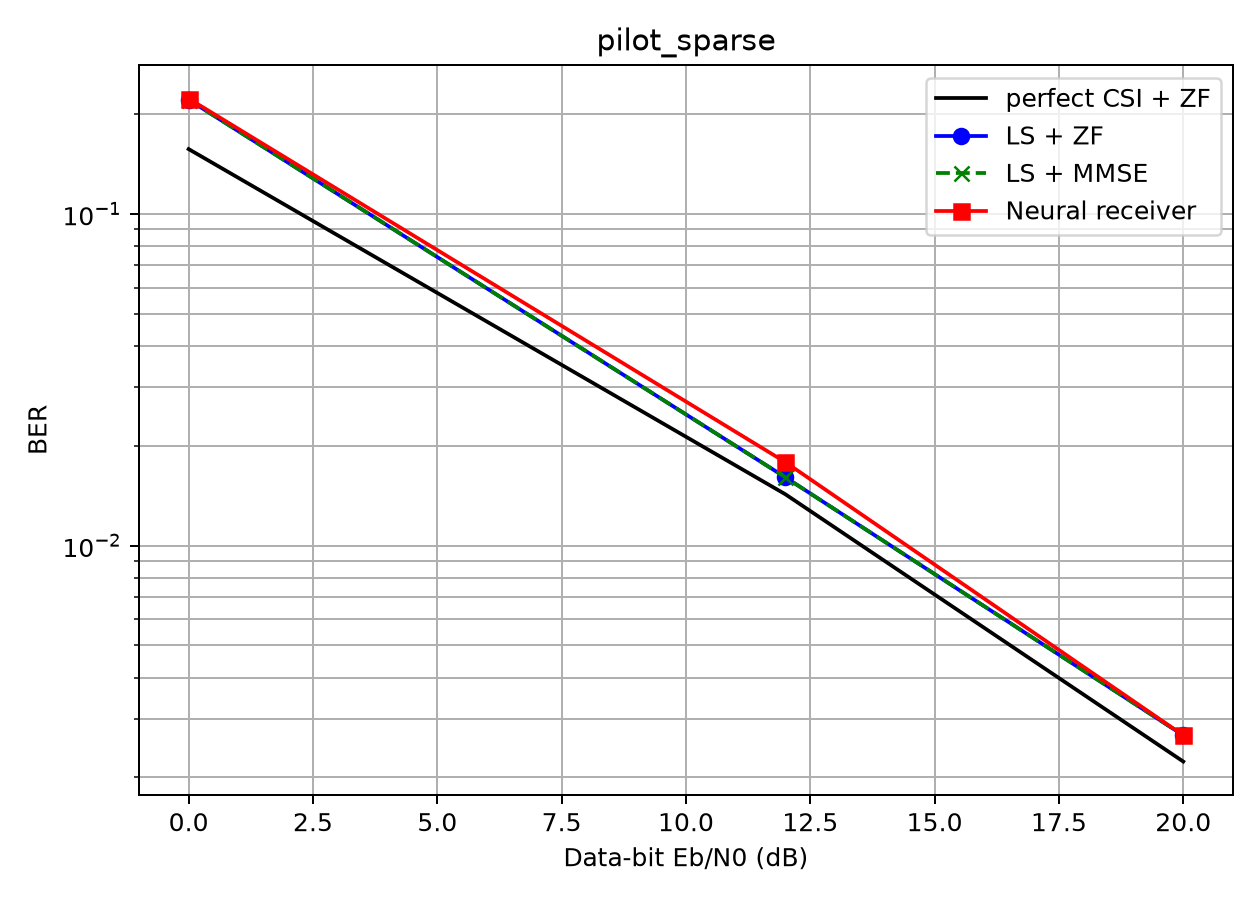 pilot_sparse
perfect CSI + ZF
LS + ZF
LS + MMSE
Neural receiver
10⁻¹
10⁻²
BER
0.0 2.5 5.0 7.5 10.0 12.5 15.0 17.5 20.0
Data-bit Eb/N0 (dB)